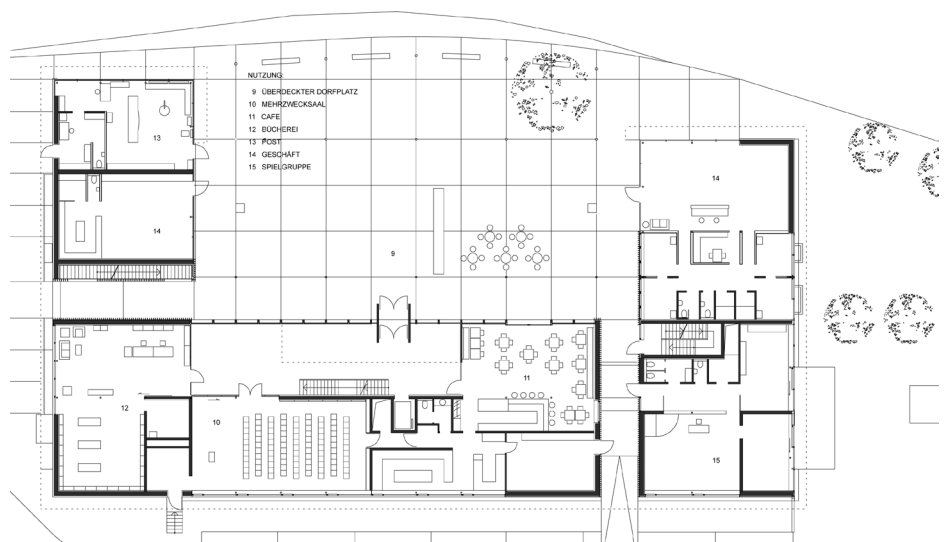 NUTZUNG:
9 ÜBERDECKTER DORFPLATZ
10 MEHRZWECKSAAL
11 CAFE
12 BÜCHEREI
13 POST
14 GESCHÄFT
15 SPIELGRUPPE
13
14
14
9
11
12
10
15